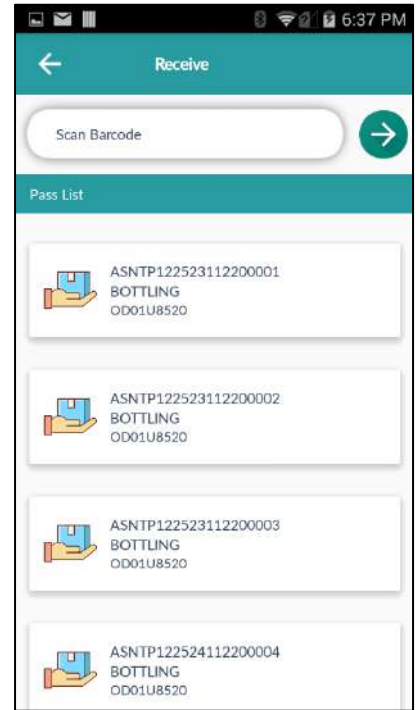 6:37 PM
Receive
Scan Barcode
Pass List
ASNTP122523112200001
BOTTLING
OD01U8520
ASNTP122523112200002
BOTTLING
OD01U8520
ASNTP122523112200003
BOTTLING
OD01U8520
ASNTP122524112200004
BOTTLING
OD01U8520